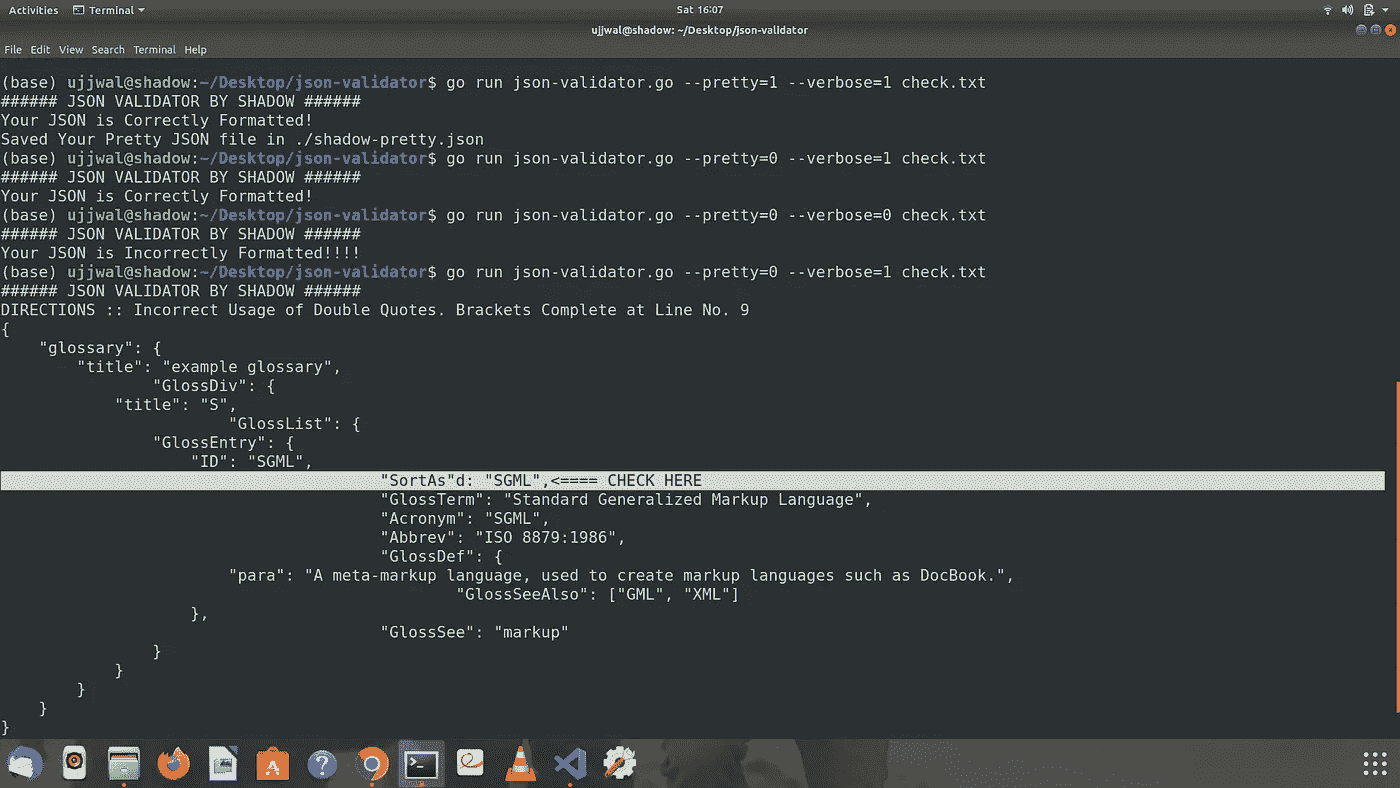 Activities Terminal Sat 16:07
ujjwal@shadow: ~/Desktop/json-validator
File Edit View Search Terminal Help
(base) ujjwal@shadow:~/Desktop/json-validator$ go run json-validator.go --pretty=1 --verbose=1 check.txt
###### JSON VALIDATOR BY SHADOW ######
Your JSON is Correctly Formatted!
Saved Your Pretty JSON file in ./shadow-pretty.json
(base) ujjwal@shadow:~/Desktop/json-validator$ go run json-validator.go --pretty=0 --verbose=1 check.txt
###### JSON VALIDATOR BY SHADOW ######
Your JSON is Correctly Formatted!
(base) ujjwal@shadow:~/Desktop/json-validator$ go run json-validator.go --pretty=0 --verbose=0 check.txt
###### JSON VALIDATOR BY SHADOW ######
Your JSON is Incorrectly Formatted!!!!
(base) ujjwal@shadow:~/Desktop/json-validator$ go run json-validator.go --pretty=0 --verbose=1 check.txt
###### JSON VALIDATOR BY SHADOW ######
DIRECTIONS :: Incorrect Usage of Double Quotes. Brackets Complete at Line No. 9
{
    "glossary": {
        "title": "example glossary",
                "GlossDiv": {
            "title": "S",
                        "GlossList": {
                "GlossEntry": {
                    "ID": "SGML",
                                        "SortAs"d: "SGML",<==== CHECK HERE
                                        "GlossTerm": "Standard Generalized Markup Language",
                                        "Acronym": "SGML",
                                        "Abbrev": "ISO 8879:1986",
                                        "GlossDef": {
                        "para": "A meta-markup language, used to create markup languages such as DocBook.",
                                                "GlossSeeAlso": ["GML", "XML"]
                    },
                                        "GlossSee": "markup"
                }
            }
        }
    }
}